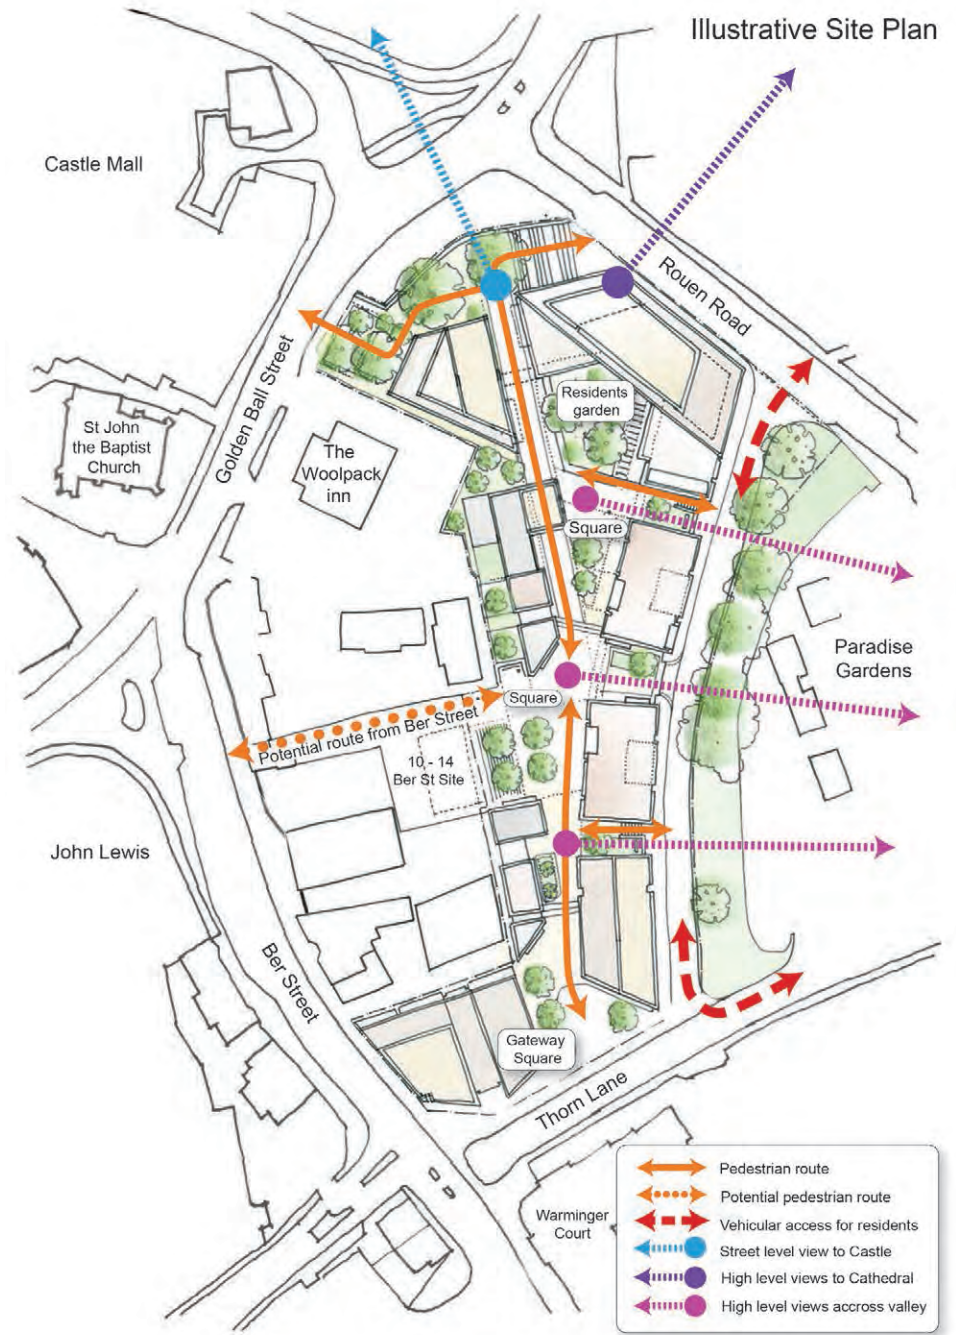 Illustrative Site Plan
Castle Mall
Rouen Road
Golden Ball Street
St John
the Baptist
Church
The
Woolpack
inn
Residents
garden
Square
Paradise
Gardens
Square
Potential route from Ber Street
10 - 14
Ber St Site
John Lewis
Ber Street
Gateway
Square
Thorn Lane
Warminger
Court
Pedestrian route
Potential pedestrian route
Vehicular access for residents
Street level view to Castle
High level views to Cathedral
High level views accross valley